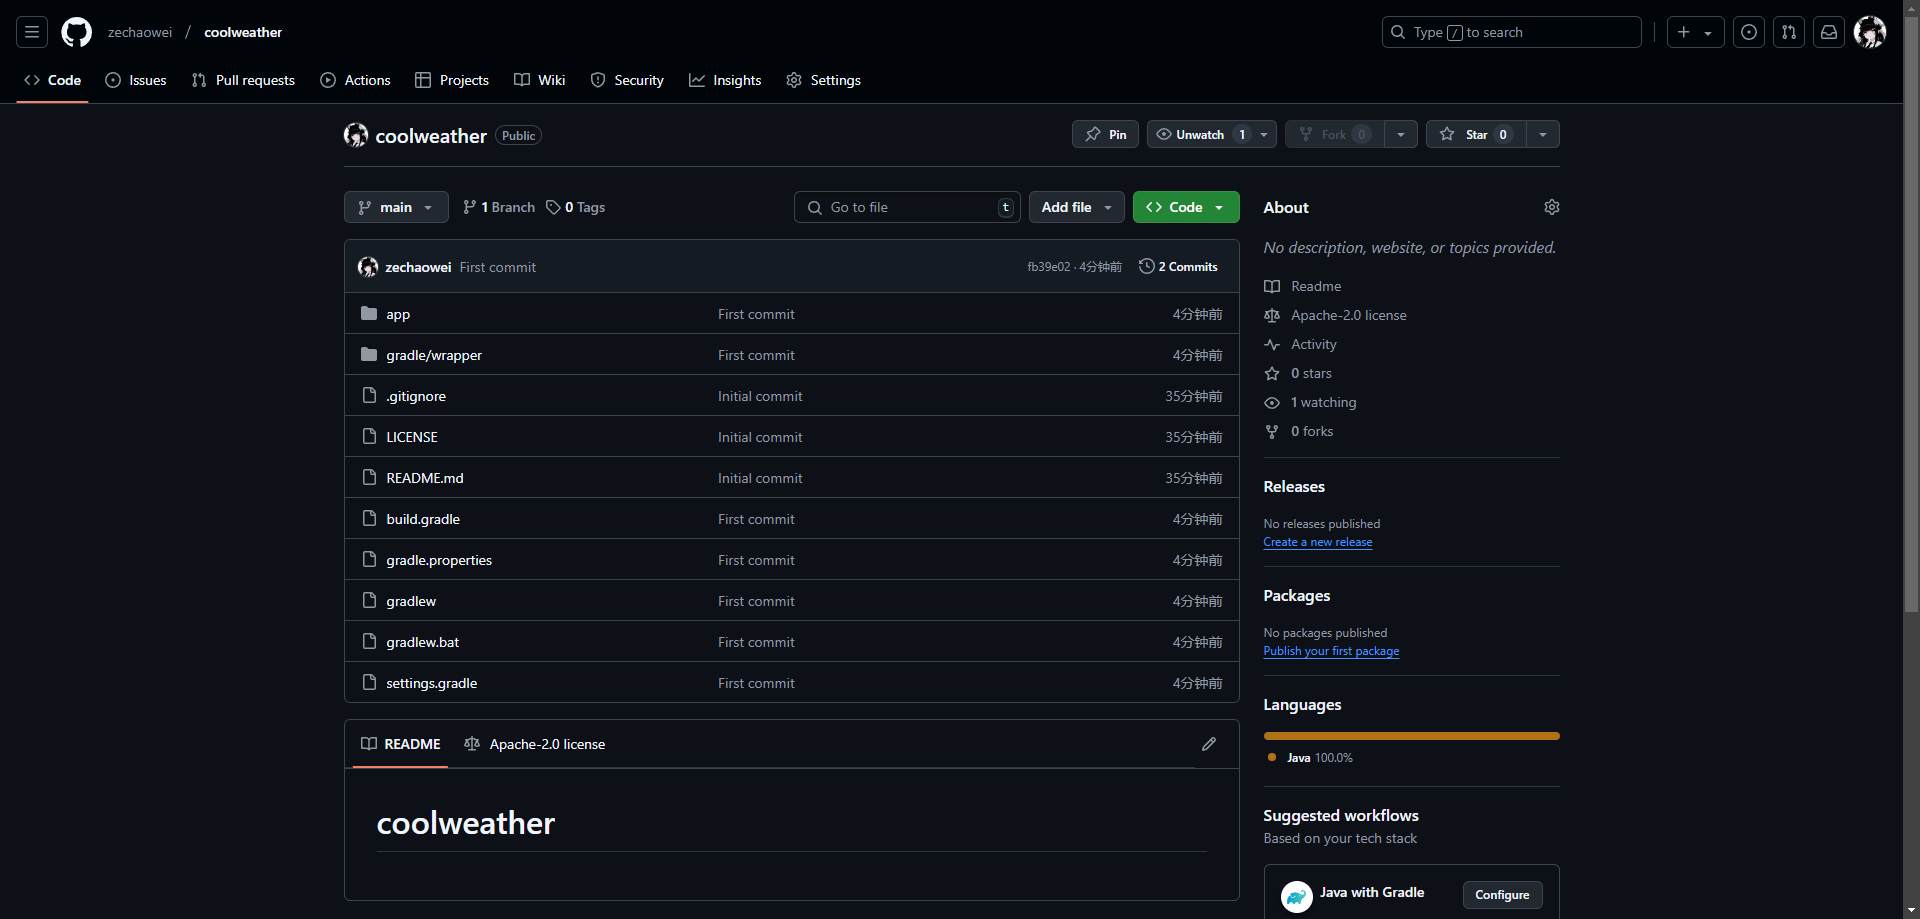 zechaowei / coolweather
Type / to search
Code Issues Pull requests Actions Projects Wiki Security Insights Settings
coolweather Public
Pin Unwatch 1 Fork 0 Star 0
main 1 Branch 0 Tags Go to file t Add file Code
zechaowei First commit fb39e02 · 4分钟前 2 Commits
app First commit 4分钟前
gradle/wrapper First commit 4分钟前
.gitignore Initial commit 35分钟前
LICENSE Initial commit 35分钟前
README.md Initial commit 35分钟前
build.gradle First commit 4分钟前
gradle.properties First commit 4分钟前
gradlew First commit 4分钟前
gradlew.bat First commit 4分钟前
settings.gradle First commit 4分钟前
README Apache-2.0 license
coolweather
About
No description, website, or topics provided.
Readme
Apache-2.0 license
Activity
0 stars
1 watching
0 forks
Releases
No releases published
Create a new release
Packages
No packages published
Publish your first package
Languages
Java 100.0%
Suggested workflows
Based on your tech stack
Java with Gradle Configure